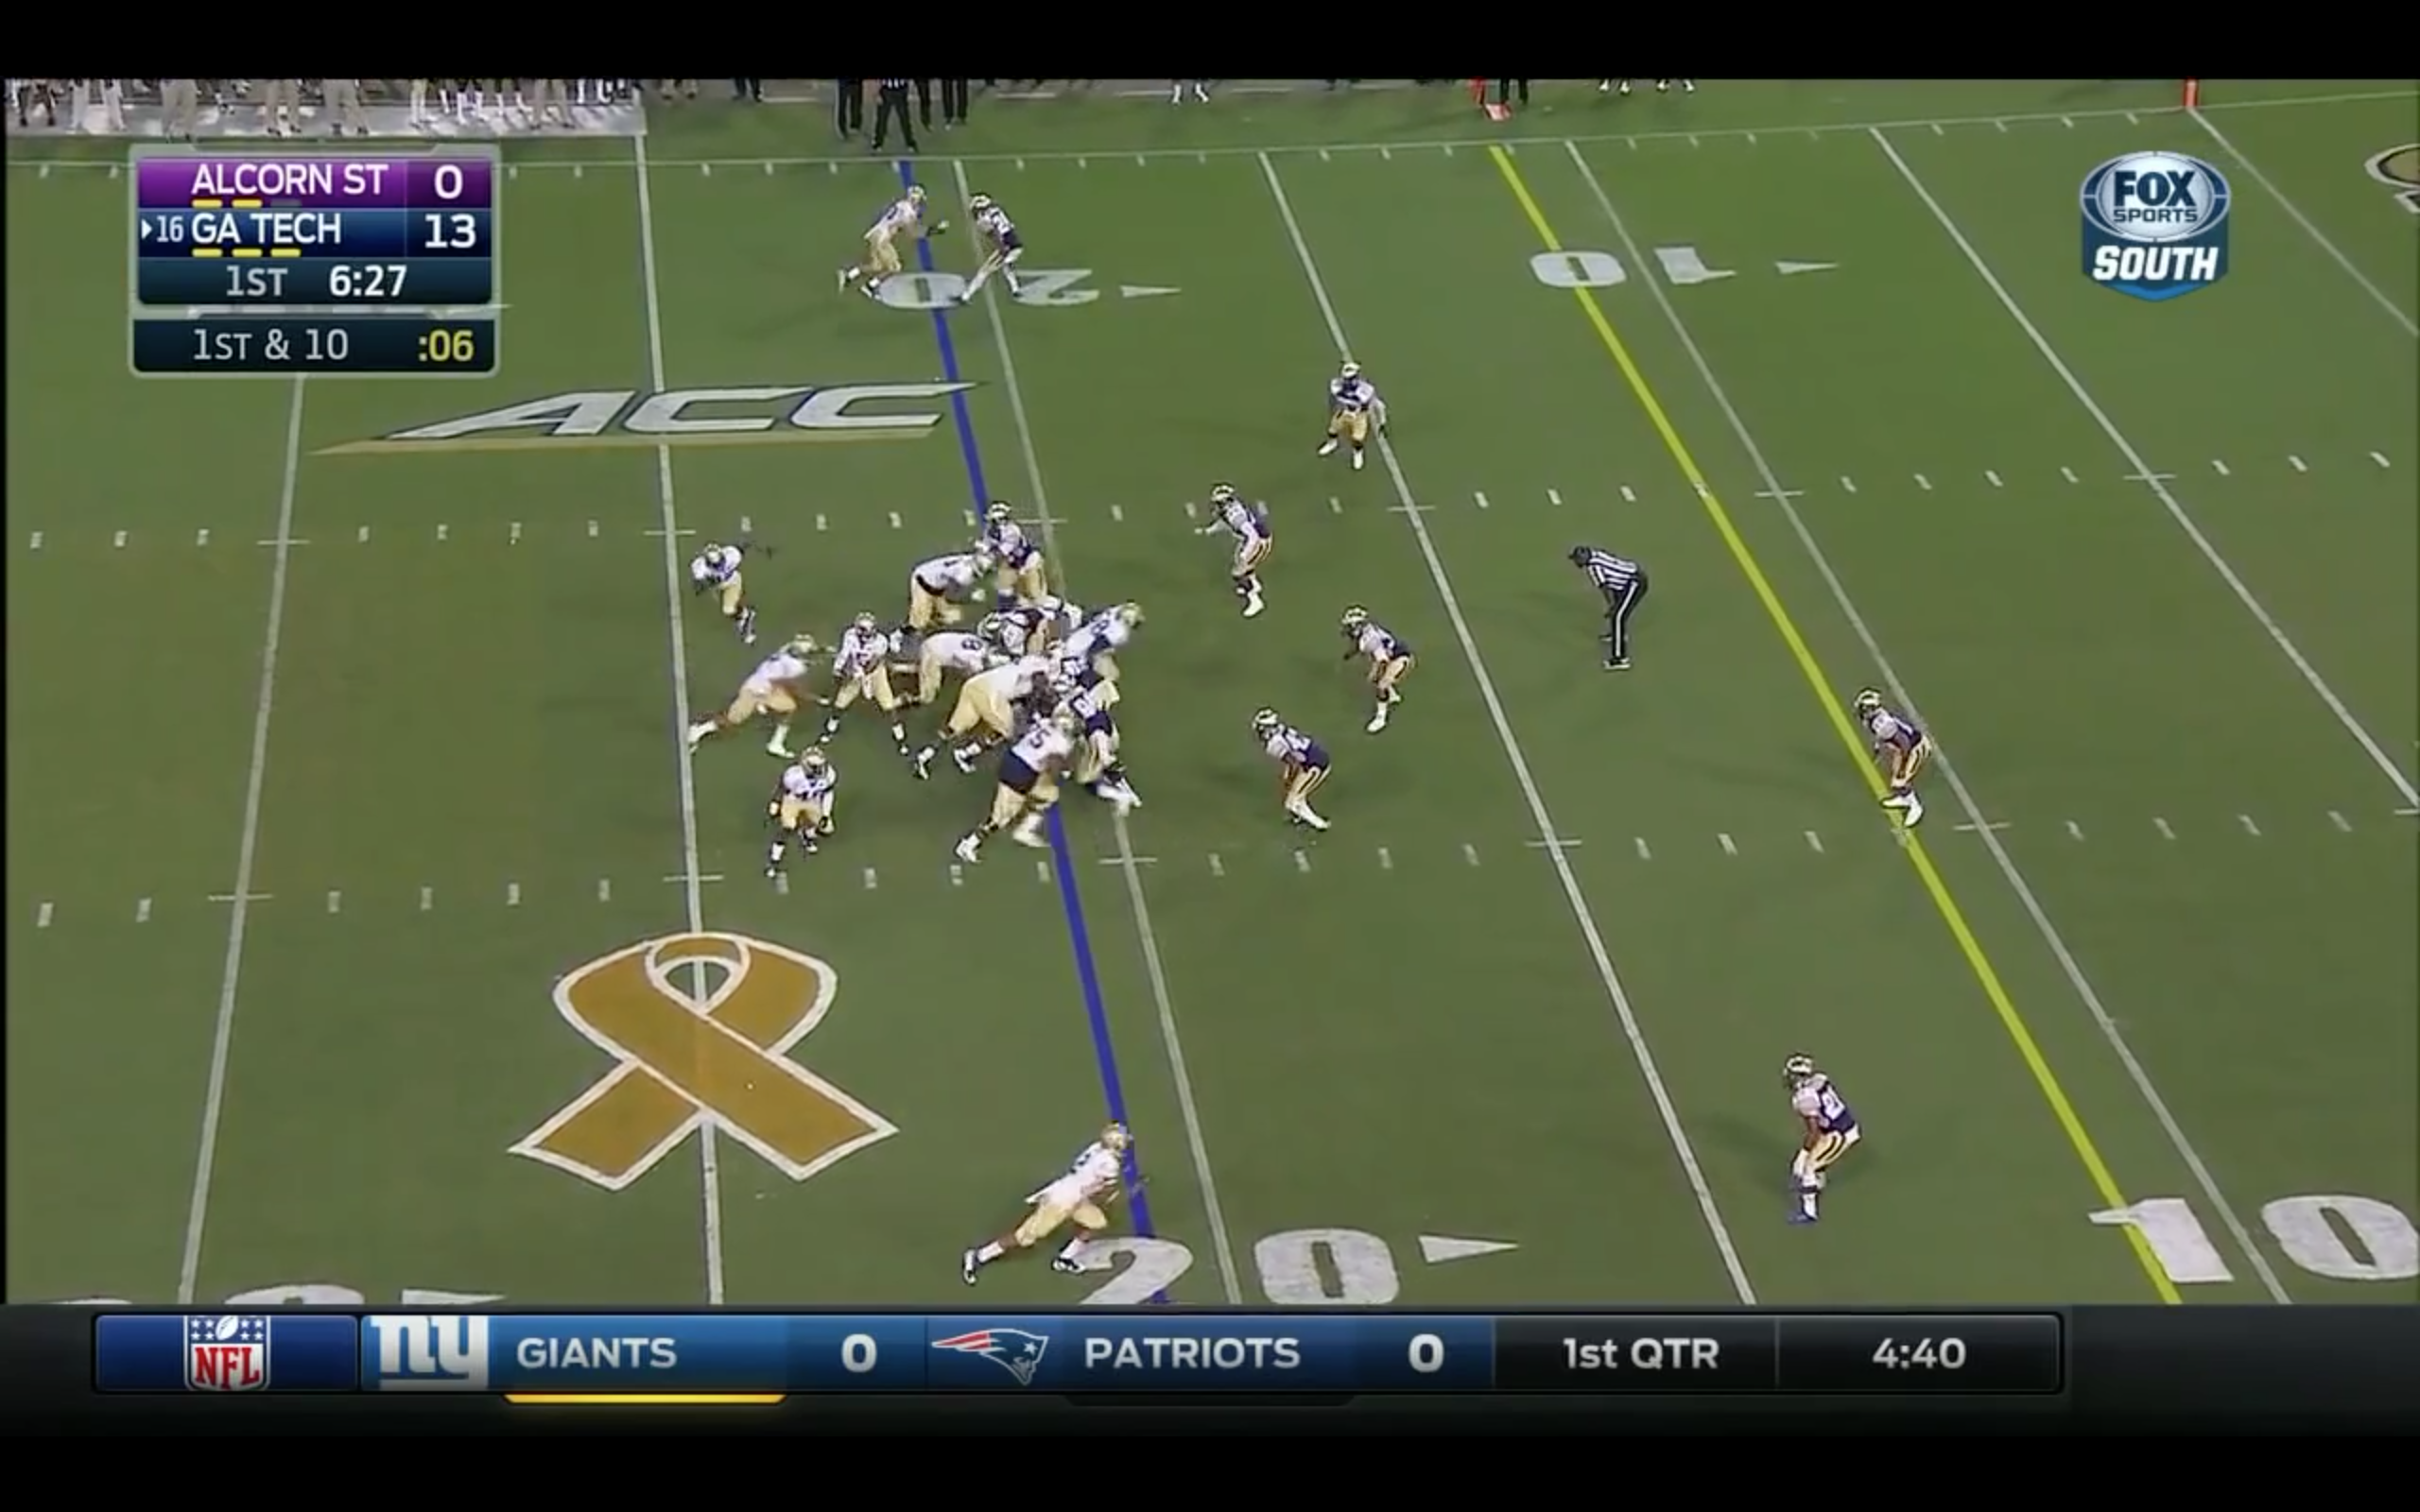 ALCORN ST 0
16 GA TECH 13
1ST 6:27
1ST & 10 :06
FOX
SPORTS
SOUTH
20
10
ACC
20
10
NFL
ny GIANTS 0 PATRIOTS 0 1st QTR 4:40